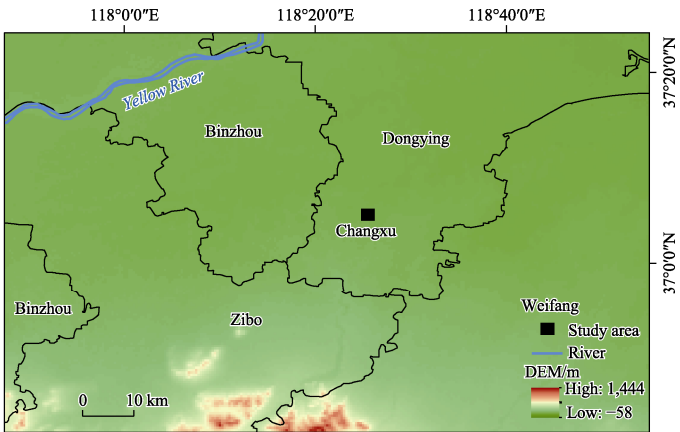 118°0′0″E 118°20′0″E 118°40′0″E
37°20′0″N
Yellow River
Binzhou
Dongying
Changxu
37°0′0″N
Binzhou
Zibo
Weifang
Study area
River
DEM/m
High: 1,444
Low: −58
0 10 km